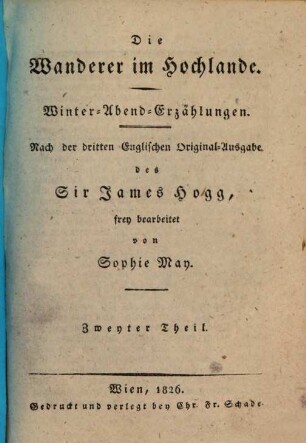 Die
Wanderer im Hochlande.
Winter-Abend-Erzählungen.
Nach der dritten Englischen Original-Ausgabe
des
Sir James Hogg,
frey bearbeitet
von
Sophie May.
Zweyter Theil.
Wien, 1826.
Gedruckt und verlegt bey Chr. Fr. Schade.